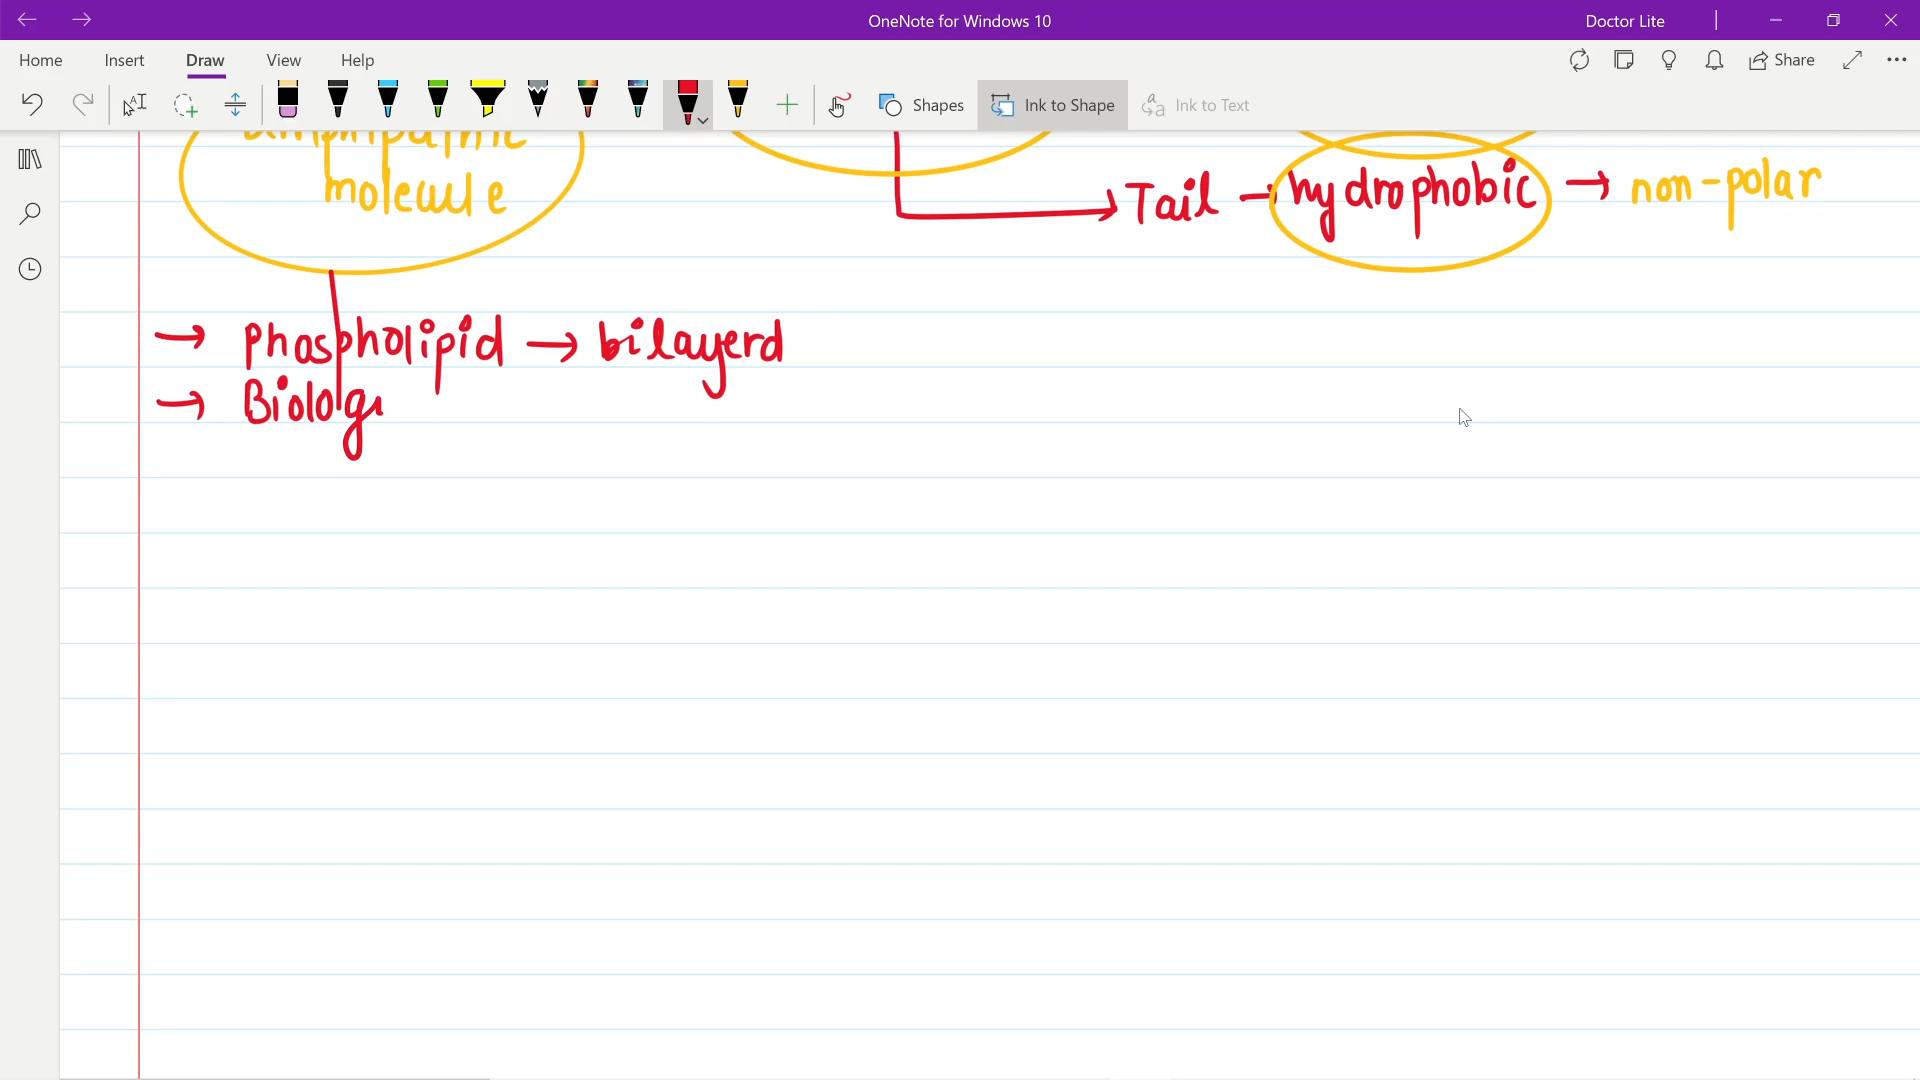 OneNote for Windows 10
Doctor Lite
Home Insert Draw View Help
Share
Shapes Ink to Shape Ink to Text
molecule
Tail → hydrophobic → non-polar
→ phospholipid → bilayerd
→ Biologi